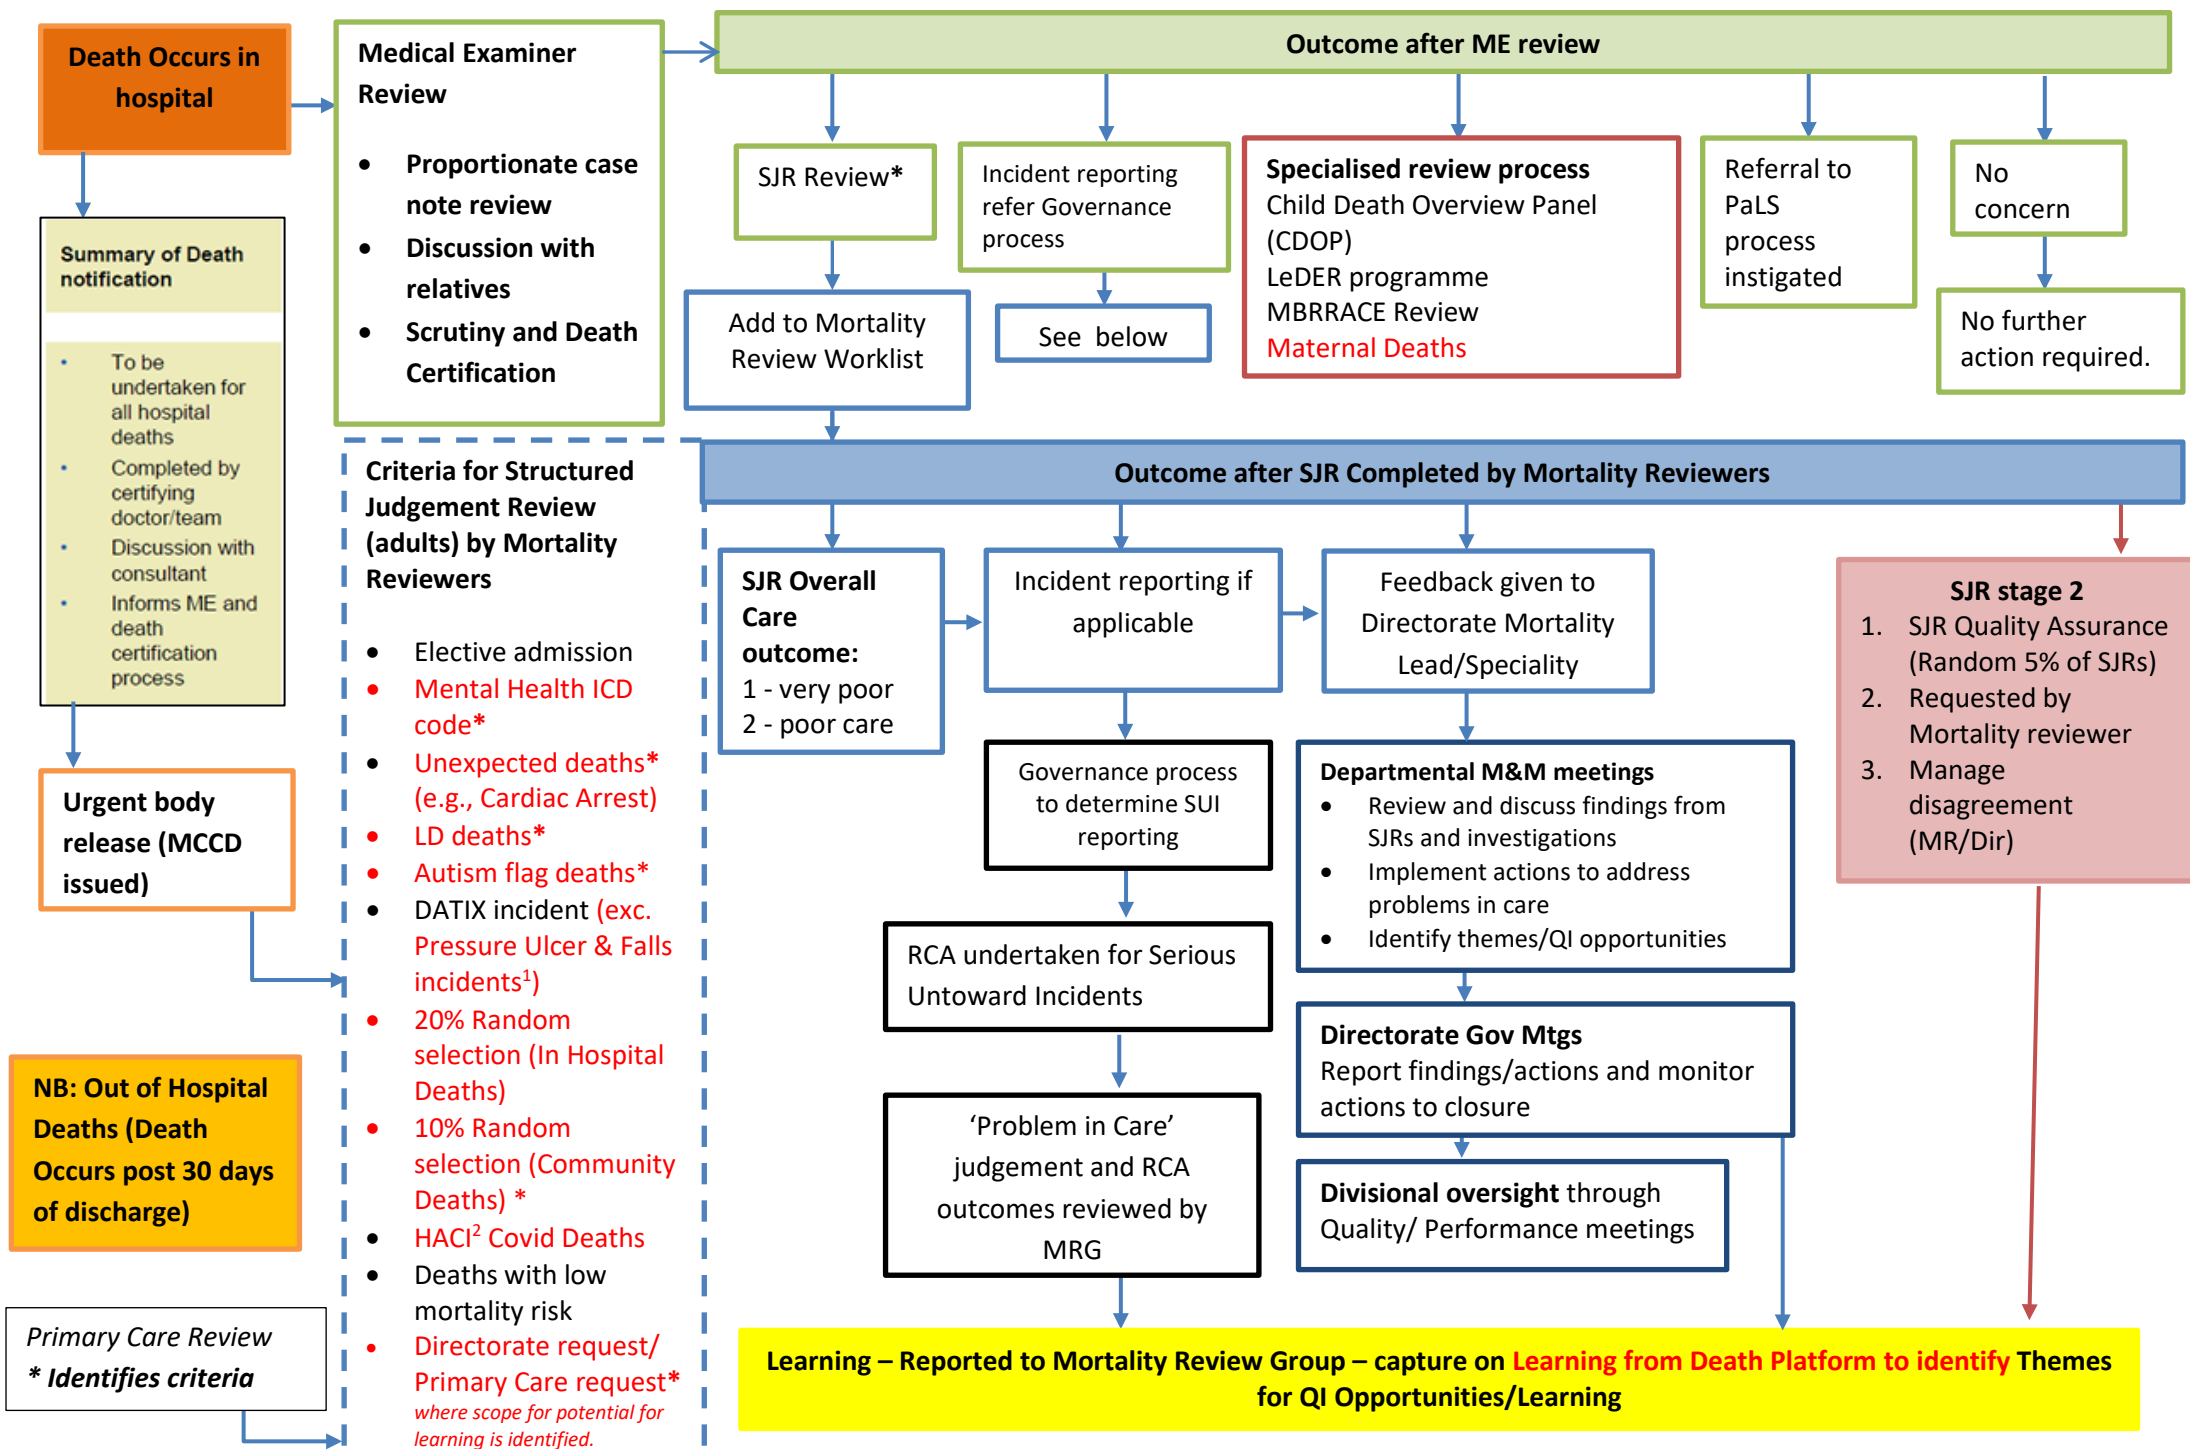 Death Occurs in
hospital
Medical Examiner
Review
• Proportionate case
note review
• Discussion with
relatives
• Scrutiny and Death
Certification
Outcome after ME review
SJR Review*
Incident reporting
refer Governance
process
Specialised review process
Child Death Overview Panel
(CDOP)
LeDER programme
MBRRACE Review
Maternal Deaths
Referral to
PaLS
process
instigated
No
concern
Add to Mortality
Review Worklist
See below
No further
action required.
Summary of Death
notification
• To be
undertaken for
all hospital
deaths
• Completed by
certifying
doctor/team
• Discussion with
consultant
• Informs ME and
death
certification
process
Urgent body
release (MCCD
issued)
NB: Out of Hospital
Deaths (Death
Occurs post 30 days
of discharge)
Primary Care Review
* Identifies criteria
Criteria for Structured
Judgement Review
(adults) by Mortality
Reviewers
• Elective admission
• Mental Health ICD
code*
• Unexpected deaths*
(e.g., Cardiac Arrest)
• LD deaths*
• Autism flag deaths*
• DATIX incident (exc.
Pressure Ulcer & Falls
incidents¹)
• 20% Random
selection (In Hospital
Deaths)
• 10% Random
selection (Community
Deaths) *
• HACI² Covid Deaths
• Deaths with low
mortality risk
• Directorate request/
Primary Care request*
where scope for potential for
learning is identified.
Outcome after SJR Completed by Mortality Reviewers
SJR Overall
Care
outcome:
1 - very poor
2 - poor care
Incident reporting if
applicable
Feedback given to
Directorate Mortality
Lead/Speciality
SJR stage 2
1. SJR Quality Assurance
(Random 5% of SJRs)
2. Requested by
Mortality reviewer
3. Manage
disagreement
(MR/Dir)
Governance process
to determine SUI
reporting
Departmental M&M meetings
• Review and discuss findings from
SJRs and investigations
• Implement actions to address
problems in care
• Identify themes/QI opportunities
RCA undertaken for Serious
Untoward Incidents
Directorate Gov Mtgs
Report findings/actions and monitor
actions to closure
‘Problem in Care’
judgement and RCA
outcomes reviewed by
MRG
Divisional oversight through
Quality/ Performance meetings
Learning – Reported to Mortality Review Group – capture on Learning from Death Platform to identify Themes
for QI Opportunities/Learning